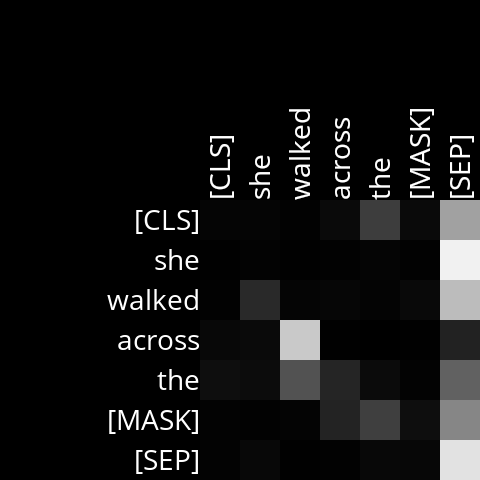 [CLS] she walked across the [MASK] [SEP]
[CLS]
she
walked
across
the
[MASK]
[SEP]